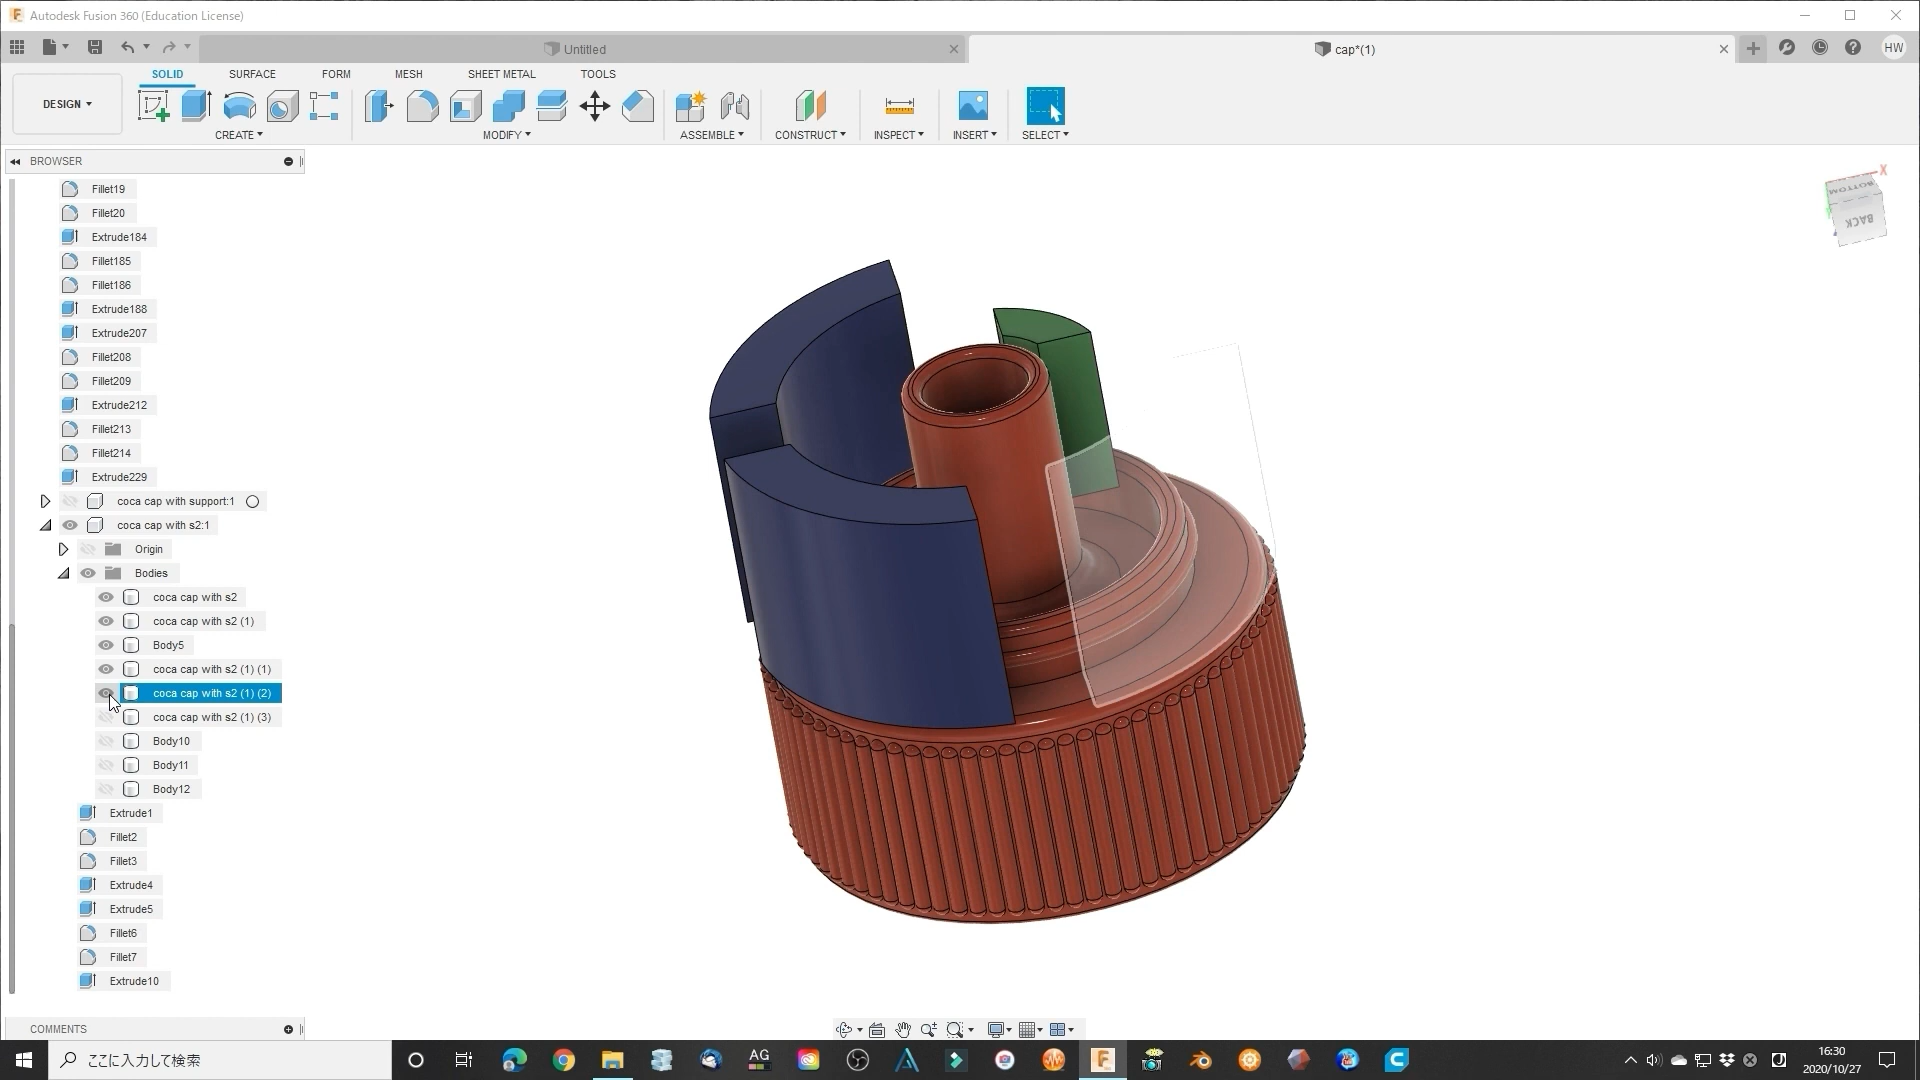 Autodesk Fusion 360 (Education License)
Untitled
cap*(1)
HW
DESIGN
SOLID
SURFACE
FORM
MESH
SHEET METAL
TOOLS
CREATE
MODIFY
ASSEMBLE
CONSTRUCT
INSPECT
INSERT
SELECT
BROWSER
Fillet19
Fillet20
Extrude184
Fillet185
Fillet186
Extrude188
Extrude207
Fillet208
Fillet209
Extrude212
Fillet213
Fillet214
Extrude229
coca cap with support:1
coca cap with s2:1
Origin
Bodies
coca cap with s2
coca cap with s2 (1)
Body5
coca cap with s2 (1) (1)
coca cap with s2 (1) (2)
coca cap with s2 (1) (3)
Body10
Body11
Body12
Extrude1
Fillet2
Fillet3
Extrude4
Extrude5
Fillet6
Fillet7
Extrude10
X
BOTTOM
BACK
COMMENTS
ここに入力して検索
AG
16:30
2020/10/27